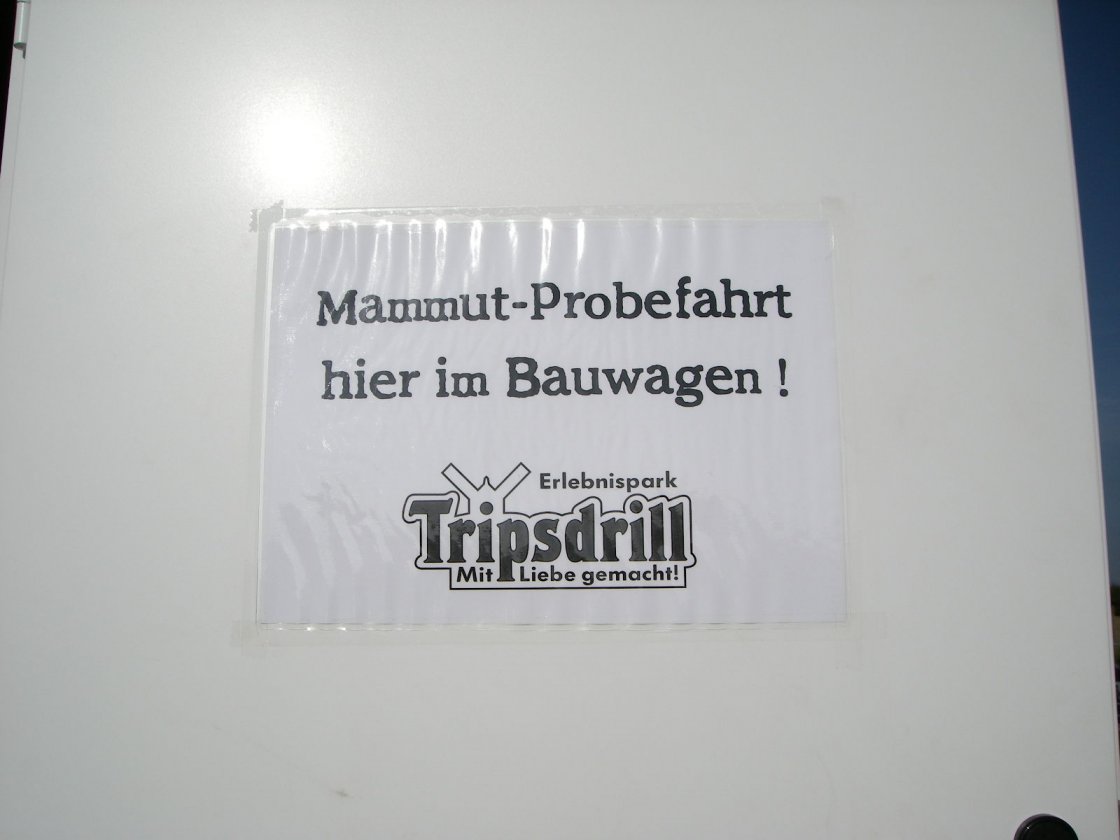 Mammut-Probefahrt
hier im Bauwagen !
Erlebnispark
Tripsdrill
Mit Liebe gemacht!